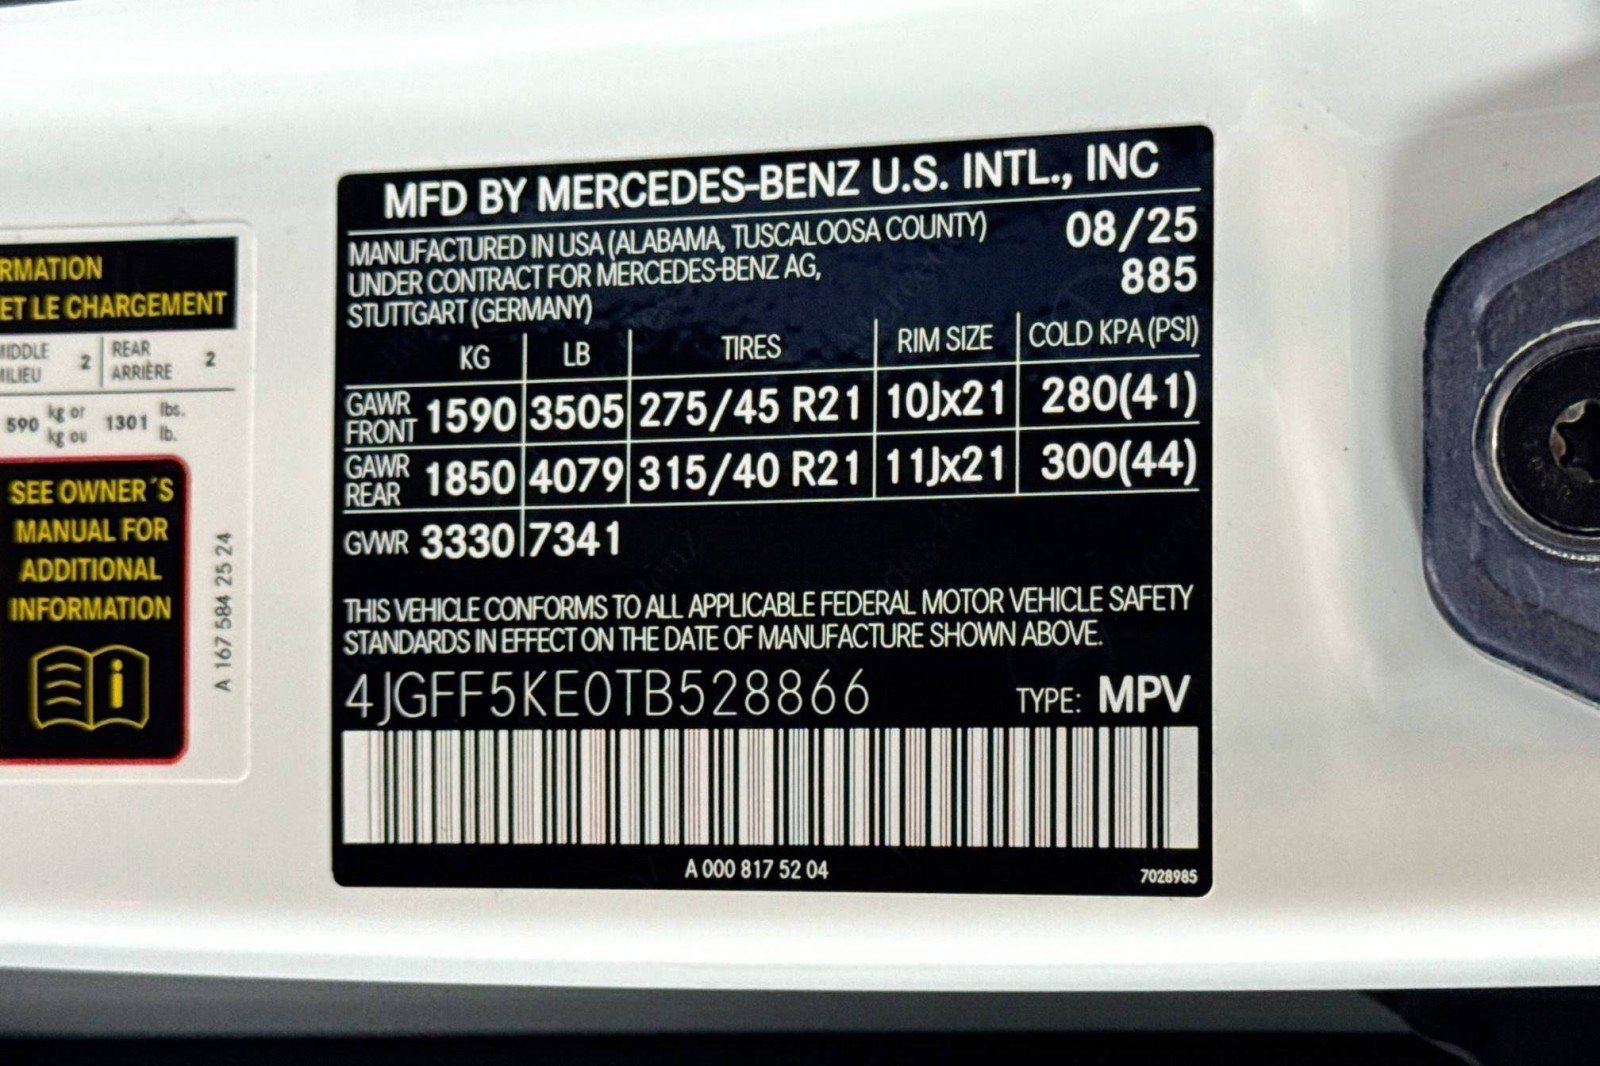 RMATION
ET LE CHARGEMENT
MIDDLE
MILIEU
2
REAR
ARRIÈRE
2
590 kg or
kg ou
1301 lbs.
lb.
SEE OWNER´S
MANUAL FOR
ADDITIONAL
INFORMATION
i
A 167 584 25 24
MFD BY MERCEDES-BENZ U.S. INTL., INC
MANUFACTURED IN USA (ALABAMA, TUSCALOOSA COUNTY) 08/25
UNDER CONTRACT FOR MERCEDES-BENZ AG, 885
STUTTGART (GERMANY)
KG LB TIRES RIM SIZE COLD KPA (PSI)
GAWR FRONT 1590 3505 275/45 R21 10Jx21 280(41)
GAWR REAR 1850 4079 315/40 R21 11Jx21 300(44)
GVWR 3330 7341
THIS VEHICLE CONFORMS TO ALL APPLICABLE FEDERAL MOTOR VEHICLE SAFETY
STANDARDS IN EFFECT ON THE DATE OF MANUFACTURE SHOWN ABOVE.
4JGFF5KE0TB528866 TYPE: MPV
A 000 817 52 04
7028985